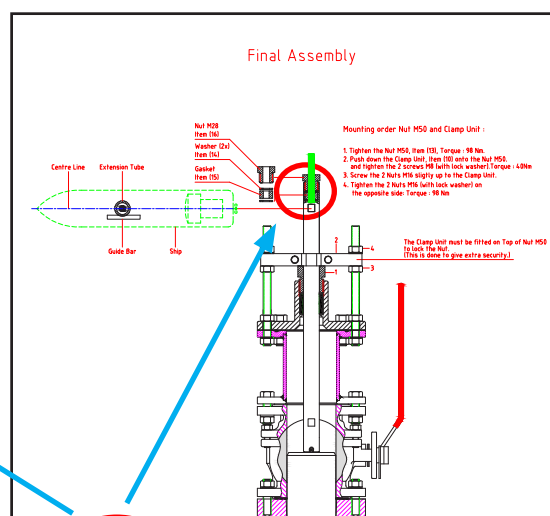 Final Assembly
Nut M28
Item (16)
Washer (2x)
Item (14)
Gasket
Item (15)
Mounting order Nut M50 and Clamp Unit :
1. Tighten the Nut M50, Item (13), Torque : 98 Nm.
2. Push down the Clamp Unit, Item (10) onto the Nut M50,
and tighten the 2 screws M8 (with lock washer).Torque : 40Nm
3. Screw the 2 Nuts M16 sligtly up to the Clamp Unit.
4. Tighten the 2 Nuts M16 (with lock washer) on
the opposite side: Torque : 98 Nm
Centre Line
Extension Tube
Guide Bar
Ship
2
4
The Clamp Unit must be fitted on Top of Nut M50
to lock the Nut.
(This is done to give extra security.)
3
1